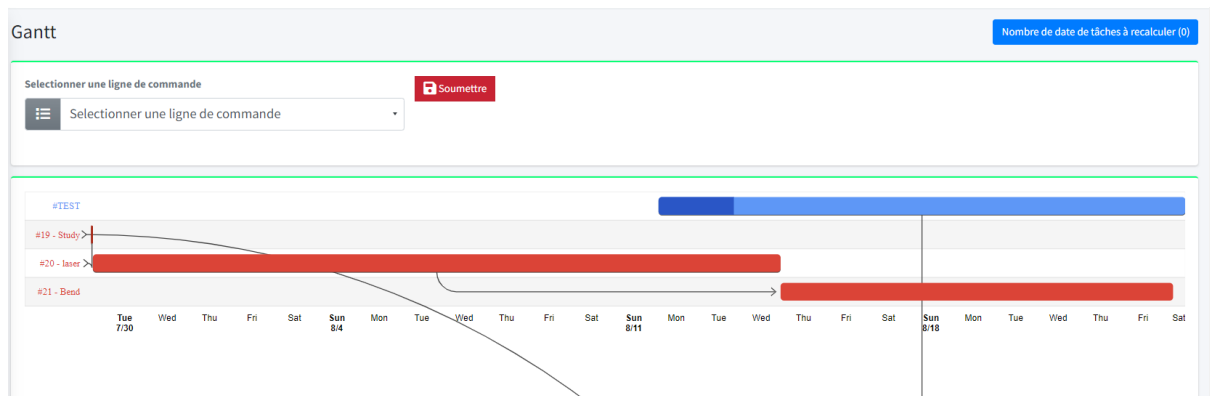 Gantt
Nombre de date de tâches à recalculer (0)
Selectionner une ligne de commande
Soumettre
Selectionner une ligne de commande
#TEST
#19 - Study
#20 - laser
#21 - Bend
Tue Wed Thu Fri Sat Sun Mon Tue Wed Thu Fri Sat Sun Mon Tue Wed Thu Fri Sat Sun Mon Tue Wed Thu Fri Sat
7/30 8/4 8/11 8/18